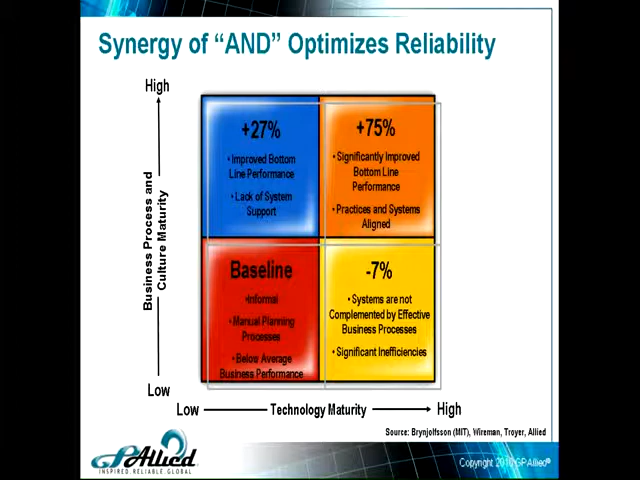 Synergy of “AND” Optimizes Reliability
High
Business Process and
Culture Maturity
Low
+27%
• Improved Bottom
Line Performance
• Lack of System
Support
+75%
• Significantly Improved
Bottom Line
Performance
• Practices and Systems
Aligned
Baseline
•Informal
•Manual Planning
Processes
• Below Average
Business Performance
-7%
• Systems are not
Complemented by Effective
Business Processes
• Significant Inefficiencies
Low
Technology Maturity
High
Source: Brynjolfsson (MIT), Wireman, Troyer, Allied
GPAllied
INSPIRED RELIABLE GLOBAL
GPAllied®